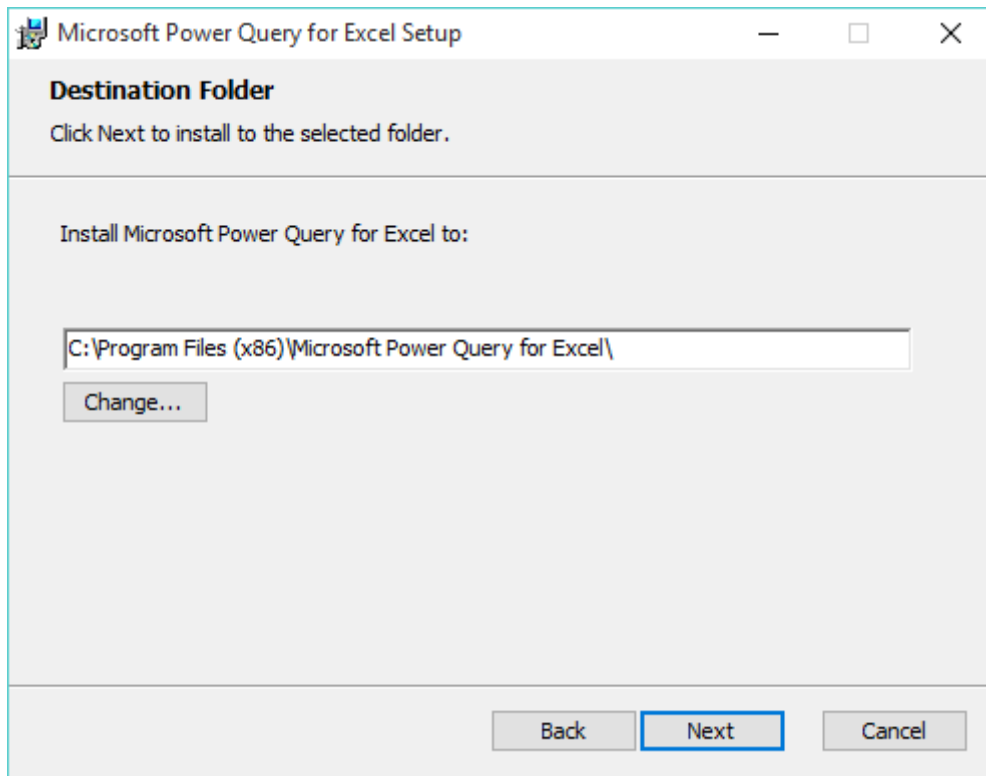 Microsoft Power Query for Excel Setup
Destination Folder
Click Next to install to the selected folder.
Install Microsoft Power Query for Excel to:
C:\Program Files (x86)\Microsoft Power Query for Excel\
Change...
Back Next Cancel